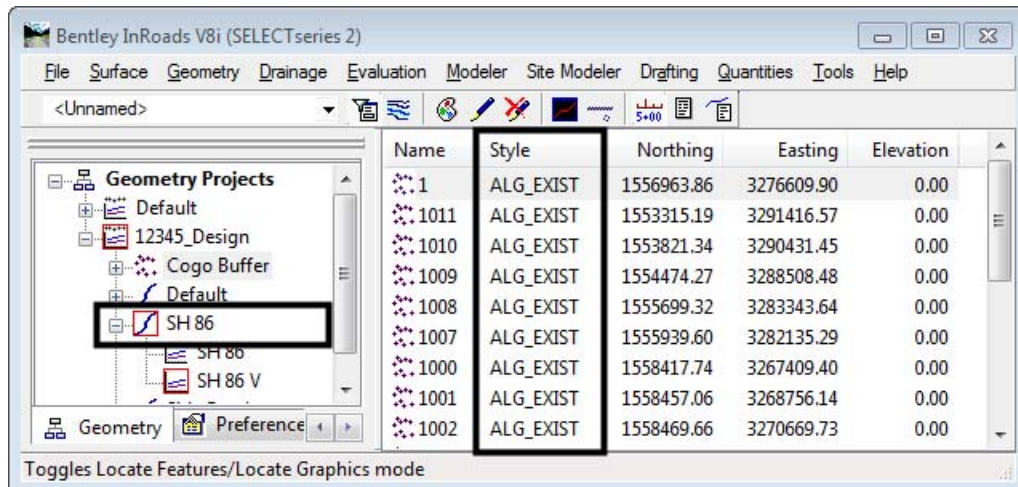 Bentley InRoads V8i (SELECTseries 2)
File Surface Geometry Drainage Evaluation Modeler Site Modeler Drafting Quantities Tools Help
<Unnamed>
5+00
Geometry Projects
Default
12345_Design
Cogo Buffer
Default
SH 86
SH 86
SH 86 V
Geometry Preference
Name Style Northing Easting Elevation
1 ALG_EXIST 1556963.86 3276609.90 0.00
1011 ALG_EXIST 1553315.19 3291416.57 0.00
1010 ALG_EXIST 1553821.34 3290431.45 0.00
1009 ALG_EXIST 1554474.27 3288508.48 0.00
1008 ALG_EXIST 1555699.32 3283343.64 0.00
1007 ALG_EXIST 1555939.60 3282135.29 0.00
1000 ALG_EXIST 1558417.74 3267409.40 0.00
1001 ALG_EXIST 1558457.06 3268756.14 0.00
1002 ALG_EXIST 1558469.66 3270669.73 0.00
Toggles Locate Features/Locate Graphics mode